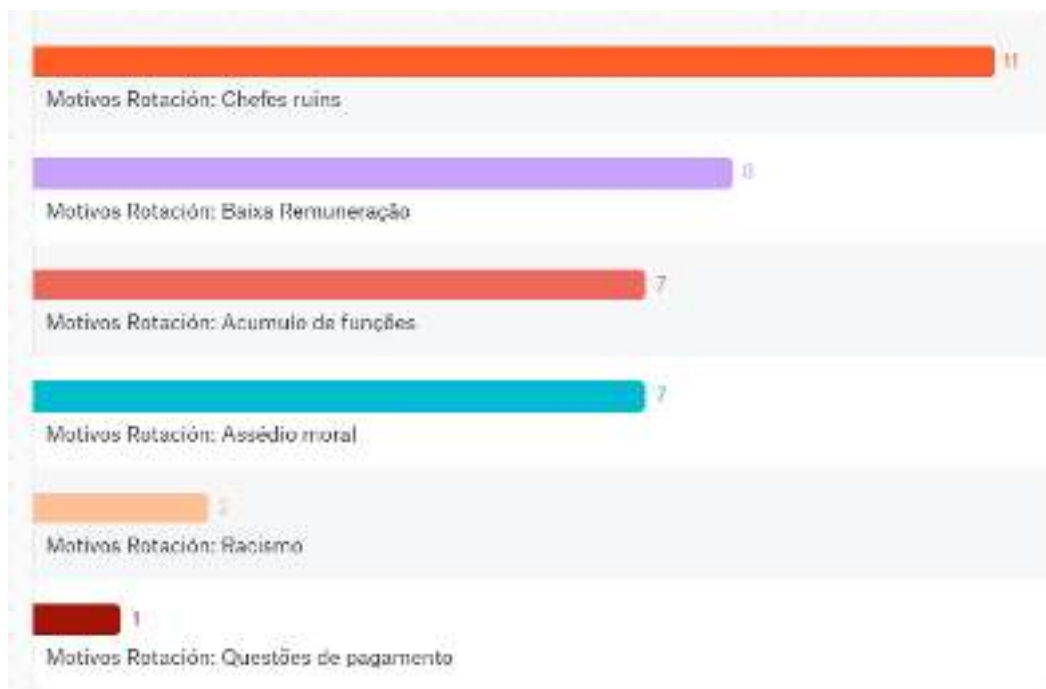 11
Motivos Rotación: Chefes ruins
8
Motivos Rotación: Baixa Remuneração
7
Motivos Rotación: Acumulo de funções
7
Motivos Rotación: Assédio moral
2
Motivos Rotación: Racismo
1
Motivos Rotación: Questões de pagamento